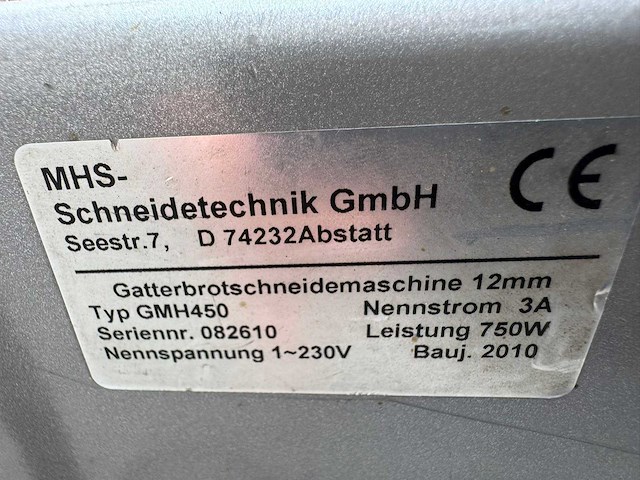 MHS-
Schneidetechnik GmbH
CE
Seestr.7, D 74232Abstatt
Gatterbrotschneidemaschine 12mm
Typ GMH450 Nennstrom 3A
Seriennr. 082610 Leistung 750W
Nennspannung 1~230V Bauj. 2010